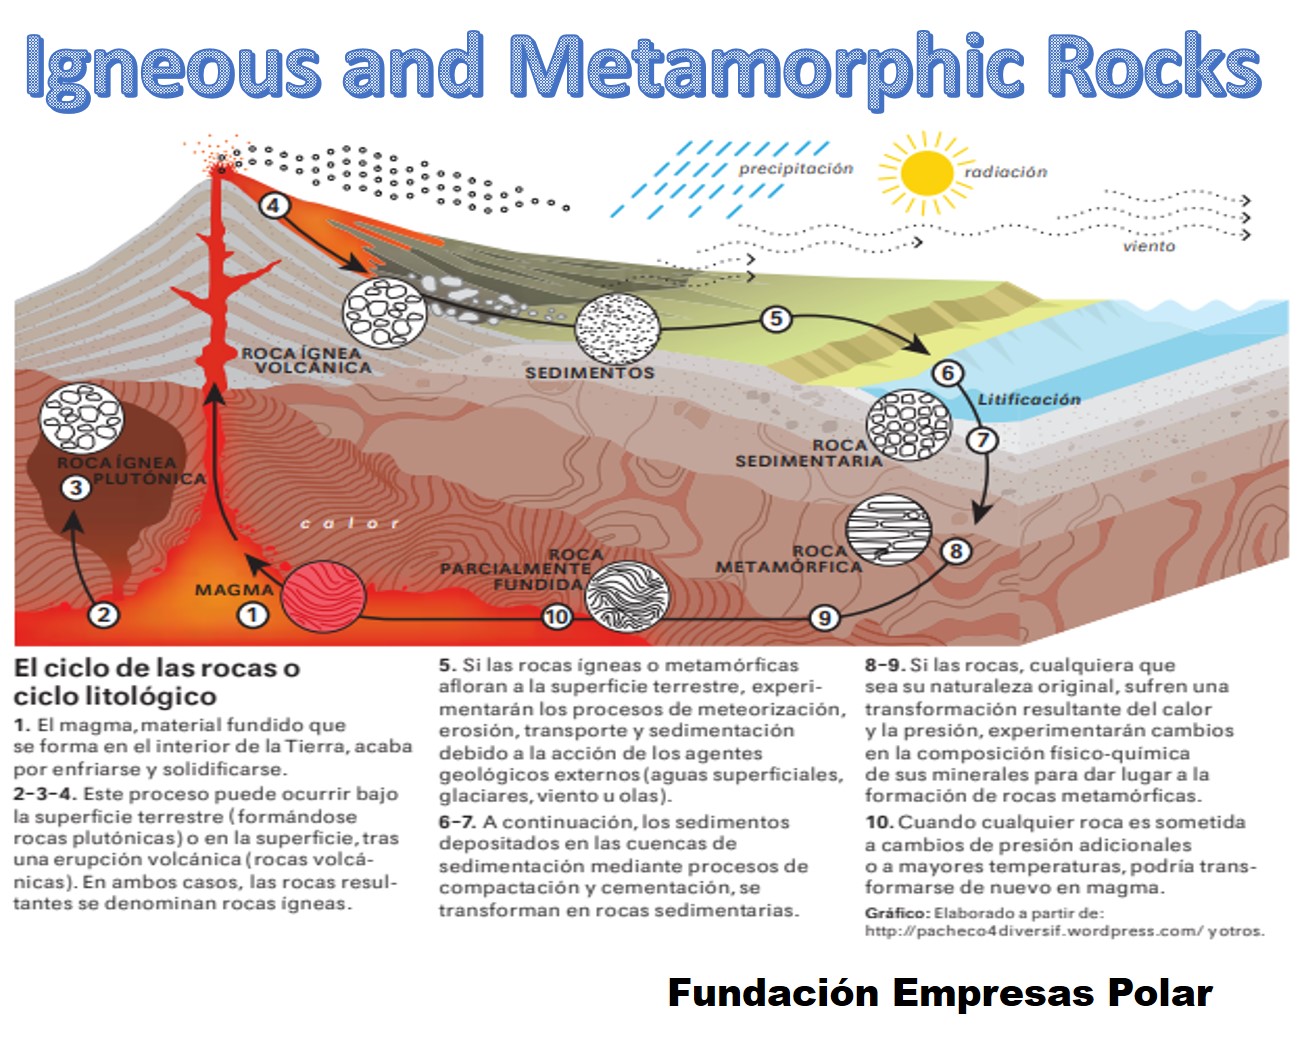 Igneous and Metamorphic Rocks
precipitación
radiación
viento
4
5
6
7
8
9
10
1
2
3
ROCA ÍGNEA
VOLCÁNICA
SEDIMENTOS
Litificación
ROCA
SEDIMENTARIA
ROCA ÍGNEA
PLUTÓNICA
calor
ROCA
METAMÓRFICA
ROCA
PARCIALMENTE
FUNDIDA
MAGMA
El ciclo de las rocas o
ciclo litológico
1. El magma, material fundido que
se forma en el interior de la Tierra, acaba
por enfriarse y solidificarse.
2-3-4. Este proceso puede ocurrir bajo
la superficie terrestre (formándose
rocas plutónicas) o en la superficie, tras
una erupción volcánica (rocas volcá-
nicas). En ambos casos, las rocas resul-
tantes se denominan rocas ígneas.
5. Si las rocas ígneas o metamórficas
afloran a la superficie terrestre, experi-
mentarán los procesos de meteorización,
erosión, transporte y sedimentación
debido a la acción de los agentes
geológicos externos (aguas superficiales,
glaciares, viento u olas).
6-7. A continuación, los sedimentos
depositados en las cuencas de
sedimentación mediante procesos de
compactación y cementación, se
transforman en rocas sedimentarias.
8-9. Si las rocas, cualquiera que
sea su naturaleza original, sufren una
transformación resultante del calor
y la presión, experimentarán cambios
en la composición físico-química
de sus minerales para dar lugar a la
formación de rocas metamórficas.
10. Cuando cualquier roca es sometida
a cambios de presión adicionales
o a mayores temperaturas, podría trans-
formarse de nuevo en magma.
Gráfico: Elaborado a partir de:
http://pacheco4diversif.wordpress.com/ y otros.
Fundación Empresas Polar